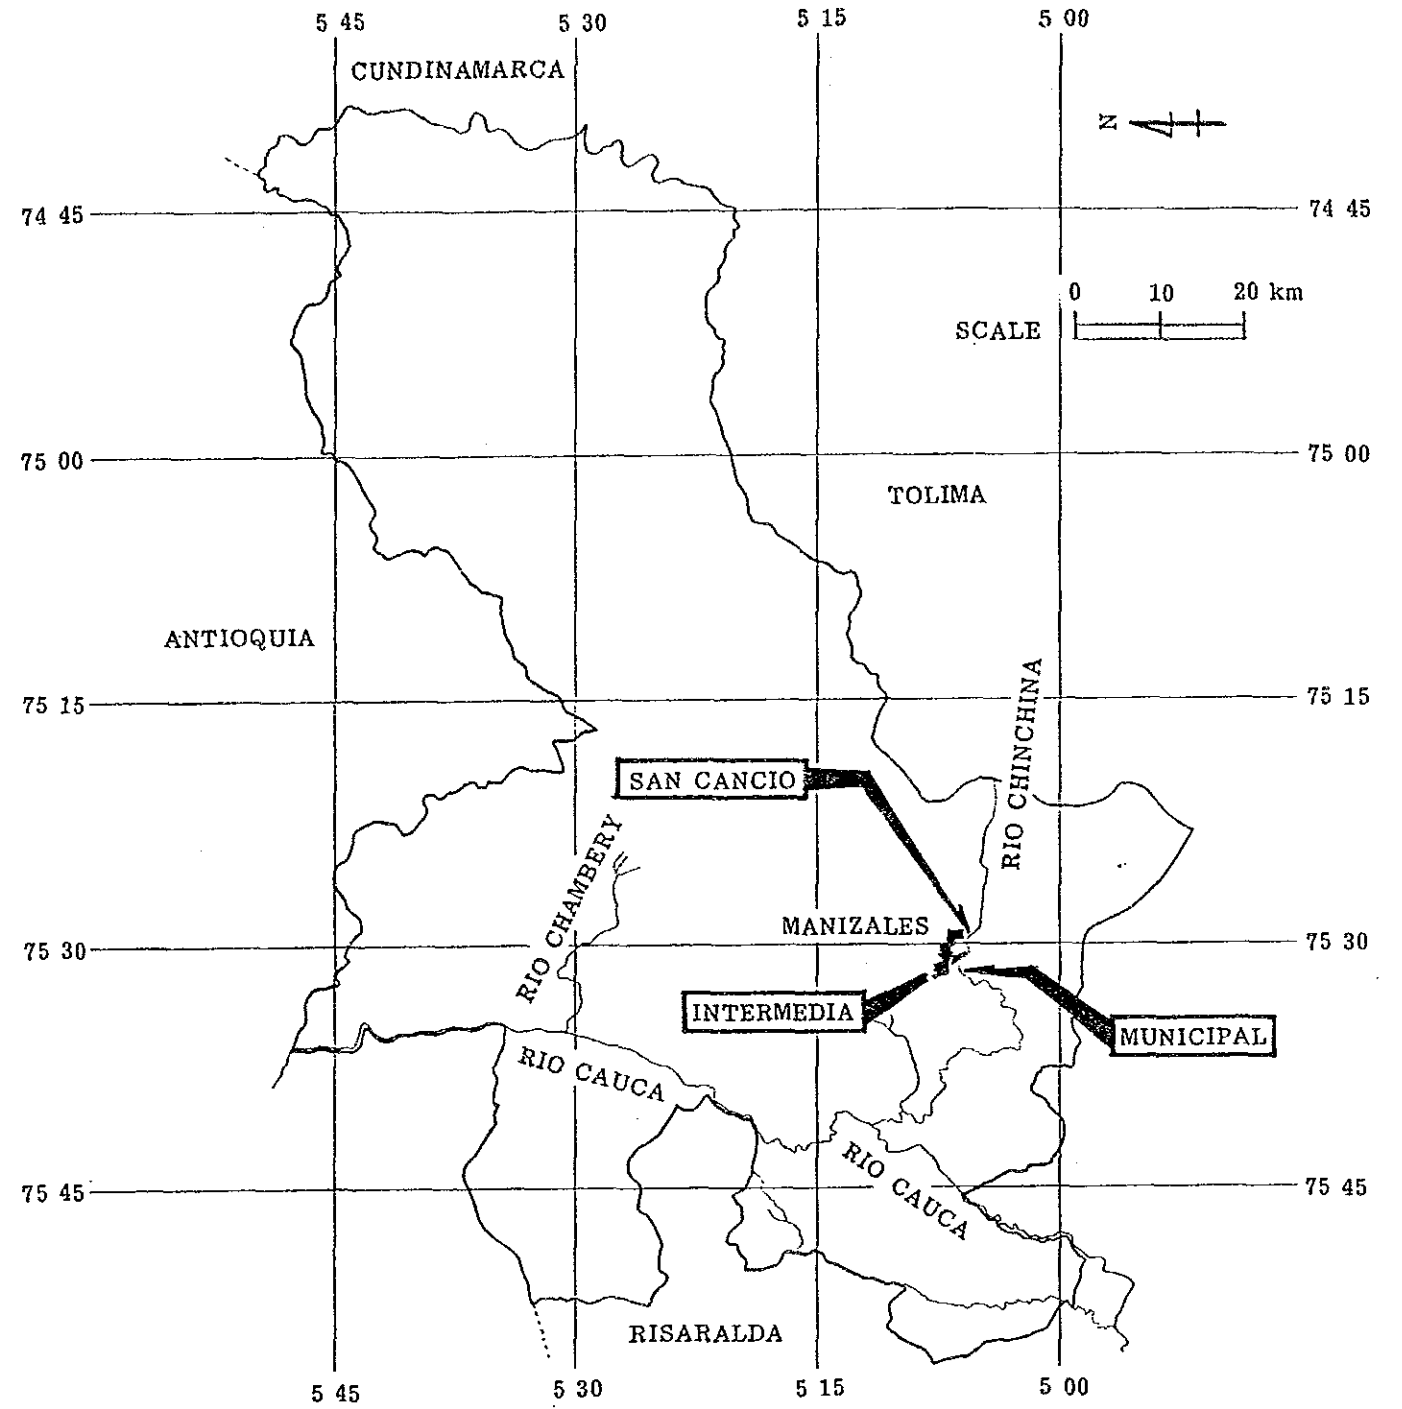 5 45
5 30
5 15
5 00
CUNDINAMARCA
N
74 45
74 45
0 10 20 km
SCALE
75 00
75 00
TOLIMA
ANTIOQUIA
75 15
75 15
RIO CHINCHINA
SAN CANCIO
RIO CHAMBERY
MANIZALES
75 30
75 30
INTERMEDIA
MUNICIPAL
RIO CAUCA
RIO CAUCA
75 45
75 45
RISARALDA
5 45
5 30
5 15
5 00